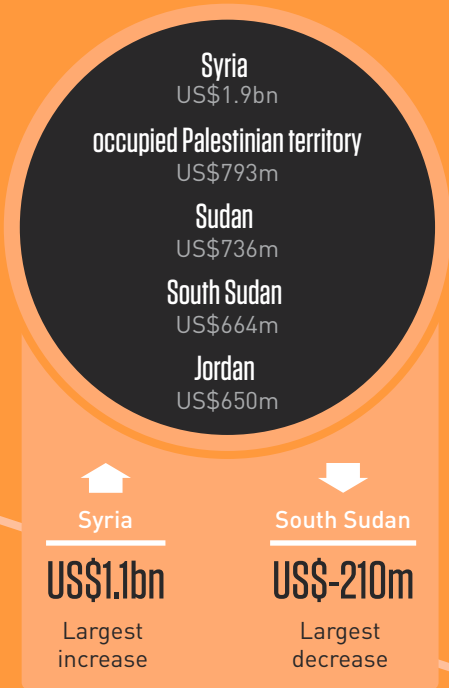 Syria
US$1.9bn
occupied Palestinian territory
US$793m
Sudan
US$736m
South Sudan
US$664m
Jordan
US$650m
Syria
US$1.1bn
Largest
increase
South Sudan
US$-210m
Largest
decrease